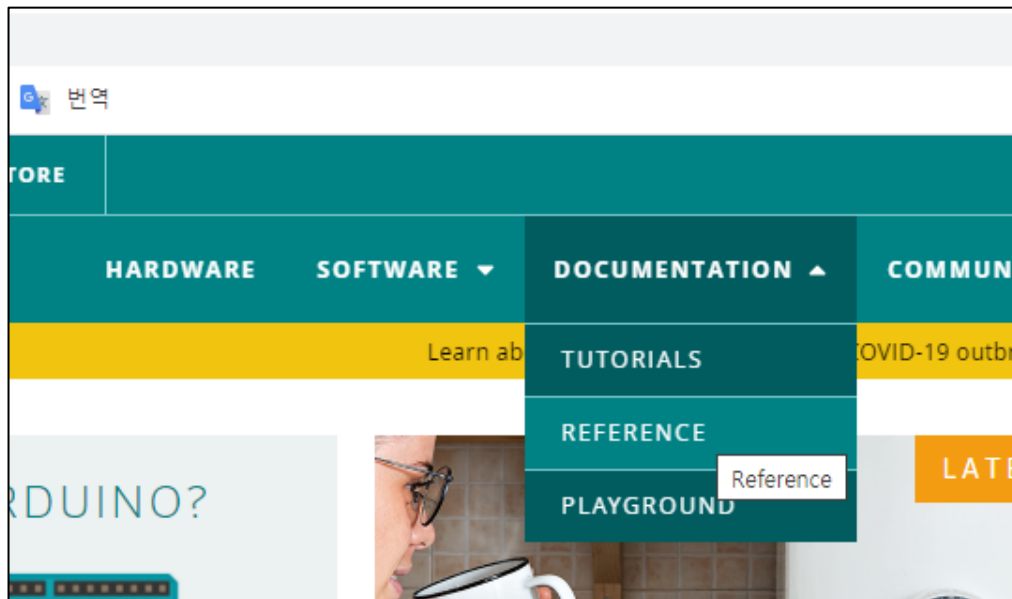 번역
TORE
HARDWARE SOFTWARE DOCUMENTATION COMMUN
Learn ab OVID-19 outbr
TUTORIALS
REFERENCE
Reference
PLAYGROUND
LATE
RDUINO?